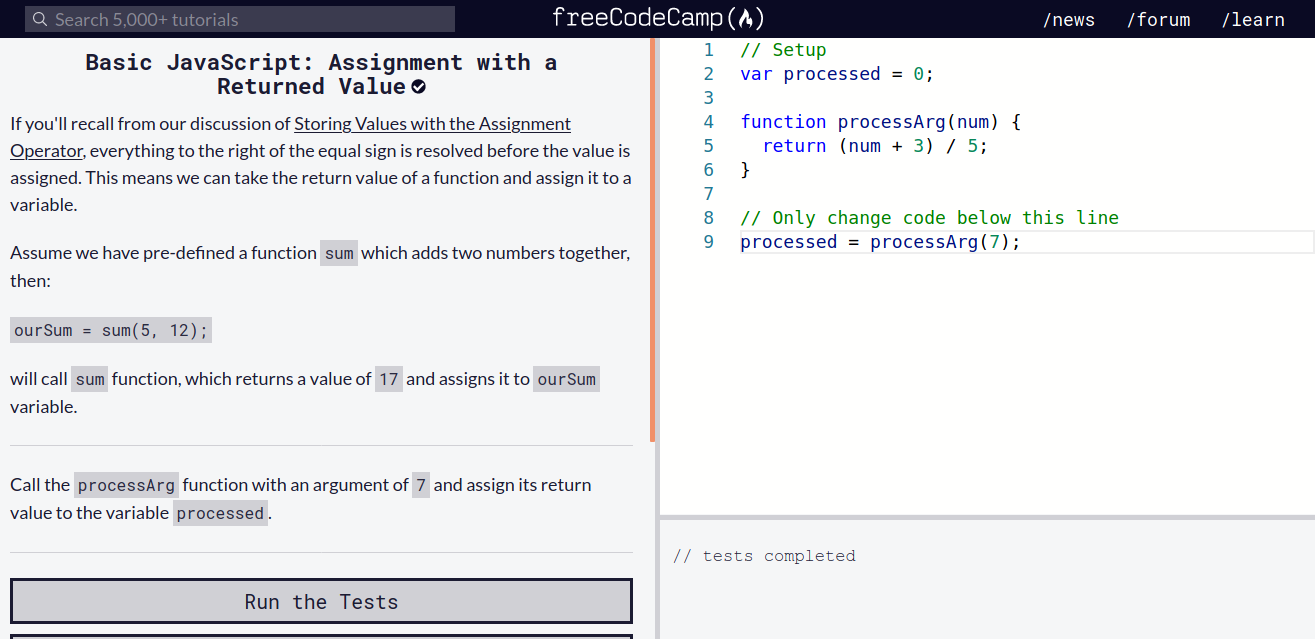 Search 5,000+ tutorials
freeCodeCamp
/news
/forum
/learn
Basic JavaScript: Assignment with a
Returned Value
If you'll recall from our discussion of Storing Values with the Assignment
Operator, everything to the right of the equal sign is resolved before the value is
assigned. This means we can take the return value of a function and assign it to a
variable.
Assume we have pre-defined a function sum which adds two numbers together,
then:
ourSum = sum(5, 12);
will call sum function, which returns a value of 17 and assigns it to ourSum
variable.
Call the processArg function with an argument of 7 and assign its return
value to the variable processed.
Run the Tests
1 // Setup
2 var processed = 0;
3
4 function processArg(num) {
5   return (num + 3) / 5;
6 }
7
8 // Only change code below this line
9 processed = processArg(7);
// tests completed